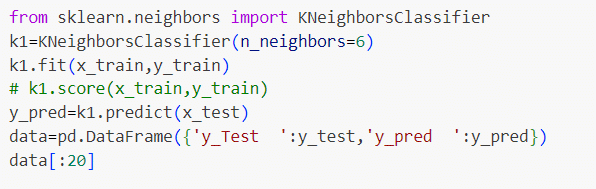 from sklearn.neighbors import KNeighborsClassifier
k1=KNeighborsClassifier(n_neighbors=6)
k1.fit(x_train,y_train)
# k1.score(x_train,y_train)
y_pred=k1.predict(x_test)
data=pd.DataFrame({'y_Test  ':y_test,'y_pred  ':y_pred})
data[:20]